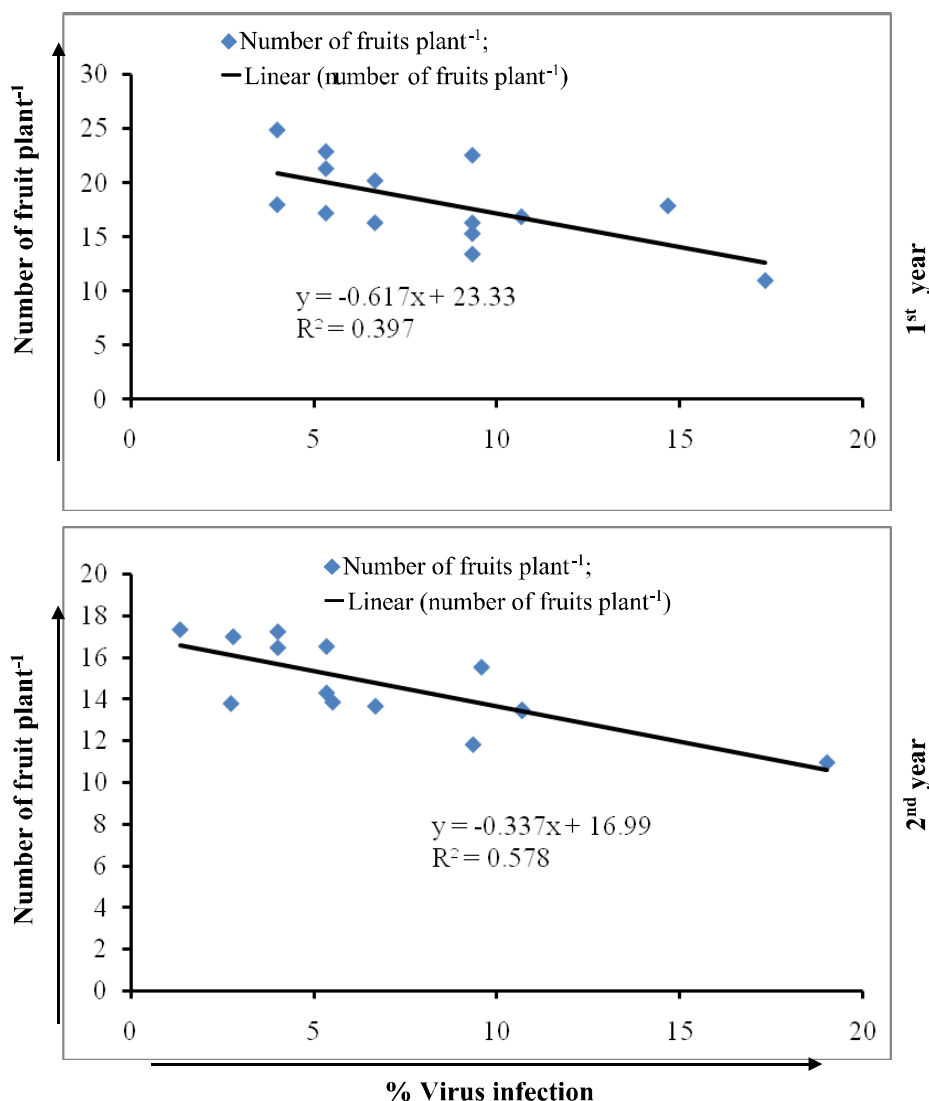 Number of fruits plant⁻¹;
Linear (number of fruits plant⁻¹)
Number of fruit plant⁻¹
30
25
20
15
10
5
0
y = -0.617x + 23.33
R² = 0.397
0 5 10 15 20
1st year
Number of fruits plant⁻¹;
Linear (number of fruits plant⁻¹)
Number of fruit plant⁻¹
20
18
16
14
12
10
8
6
4
2
0
y = -0.337x + 16.99
R² = 0.578
0 5 10 15 20
2nd year
% Virus infection